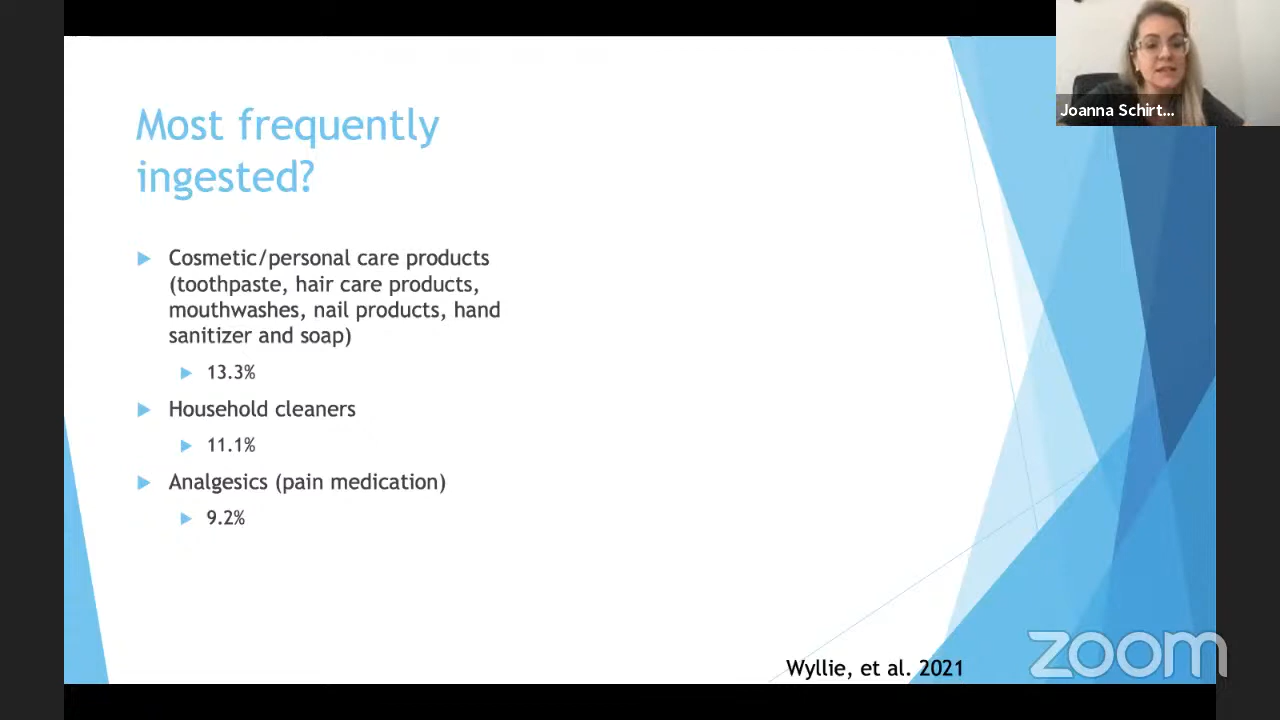 Joanna Schirt...
Most frequently
ingested?
Cosmetic/personal care products
(toothpaste, hair care products,
mouthwashes, nail products, hand
sanitizer and soap)
13.3%
Household cleaners
11.1%
Analgesics (pain medication)
9.2%
Wyllie, et al. 2021
zoom